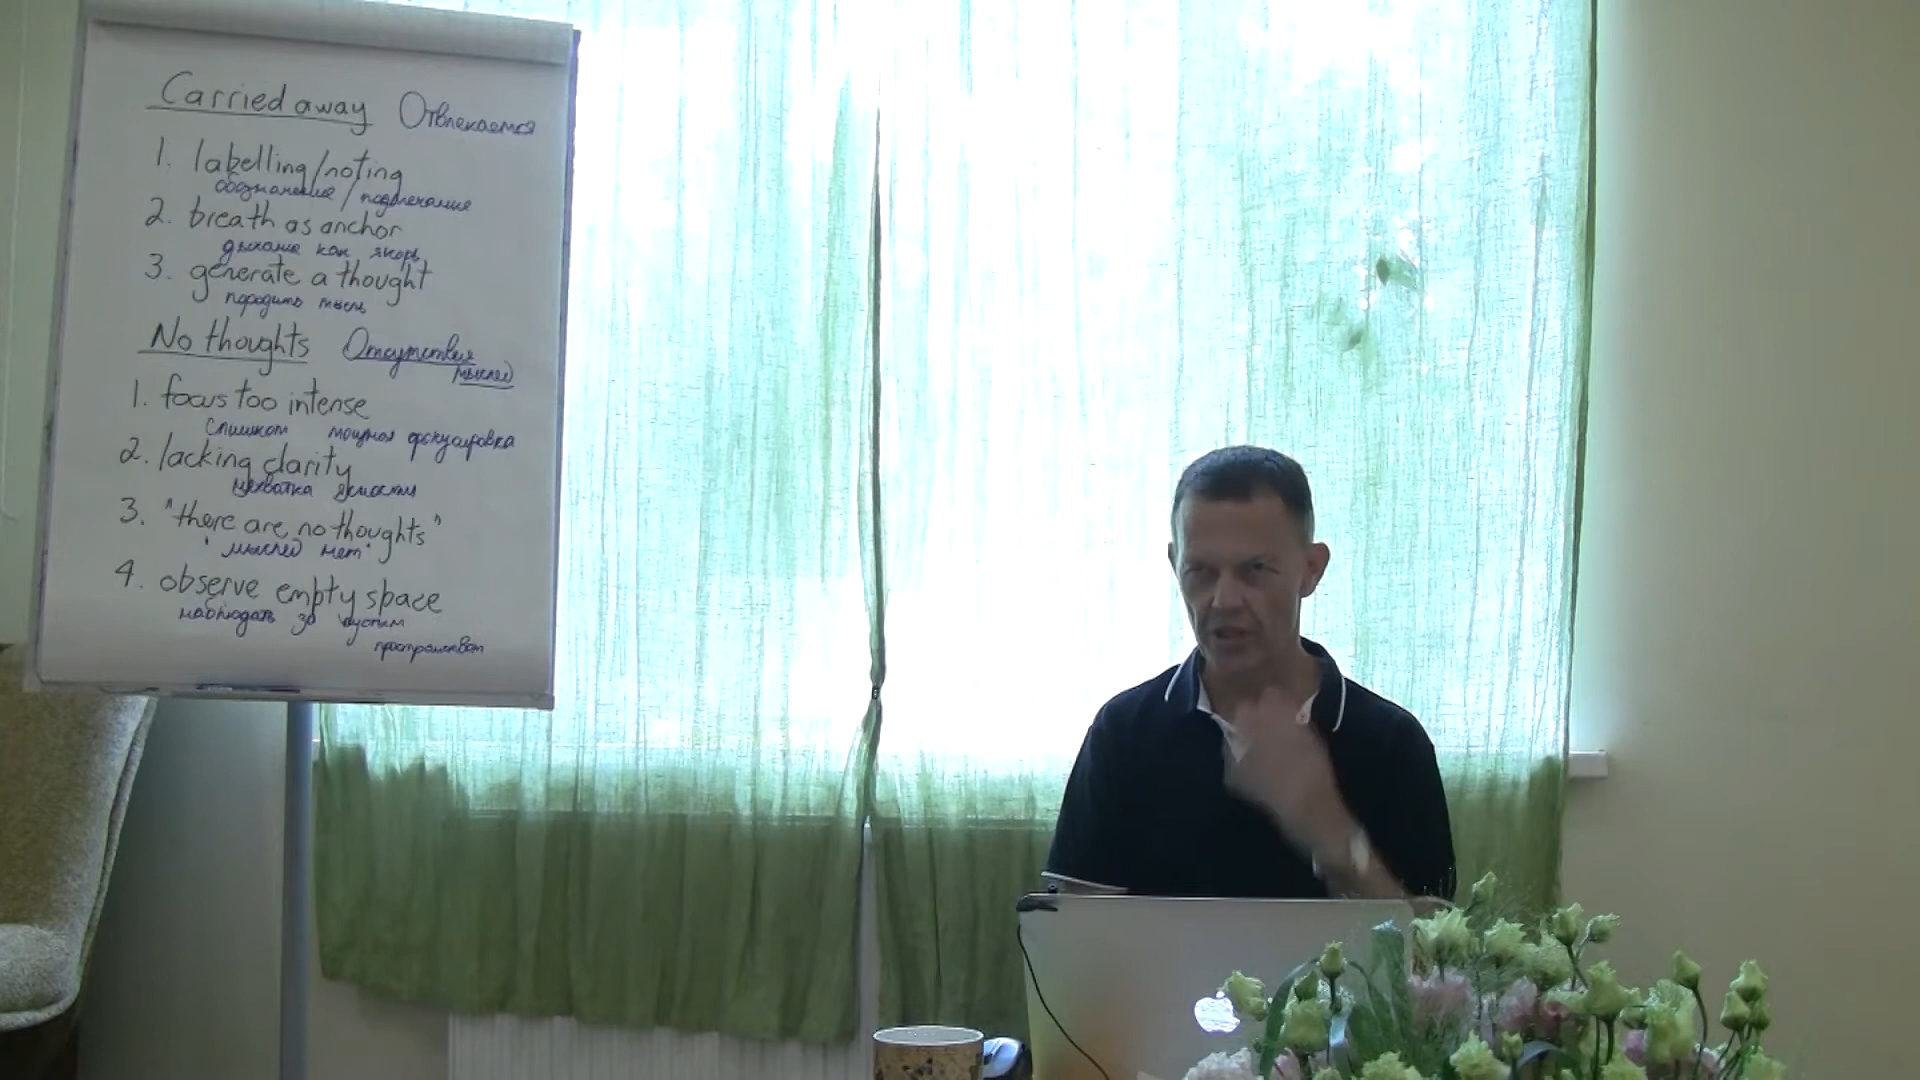 Carried away Отвлекается
1. labelling/noting
обозначение / подмечание
2. breath as anchor
дыхание как якорь
3. generate a thought
породить мысль
No thoughts Отсутствие
мыслей
1. focus too intense
слишком мощная фокусировка
2. lacking clarity
нехватка ясности
3. "there are no thoughts"
"мыслей нет"
4. observe empty space
наблюдать за пустым
пространством